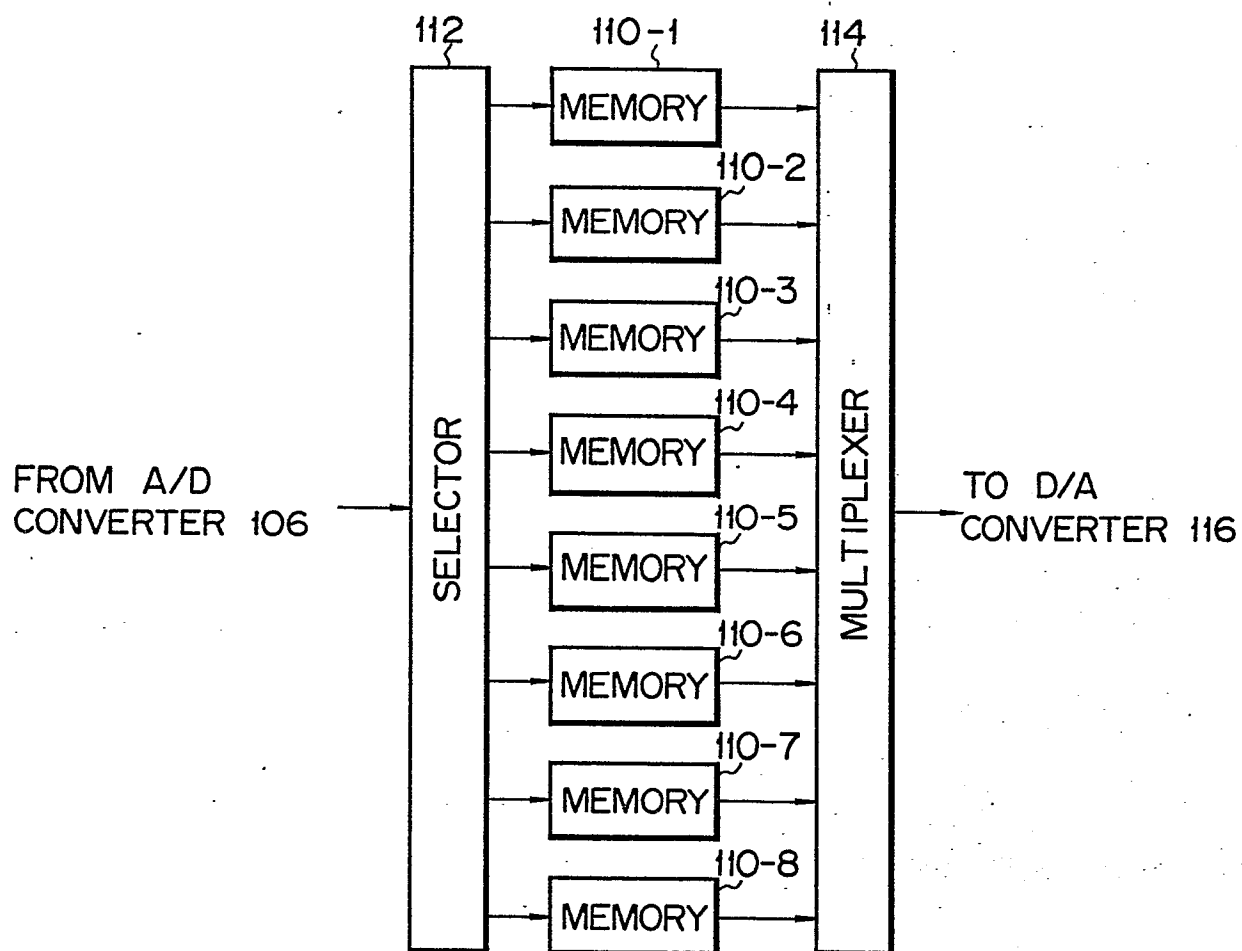 112
110-1
114
MEMORY
110-2
MEMORY
110-3
MEMORY
110-4
MEMORY
110-5
MEMORY
110-6
MEMORY
110-7
MEMORY
110-8
MEMORY
SELECTOR
MULTIPLEXER
FROM A/D
CONVERTER 106
TO D/A
CONVERTER 116